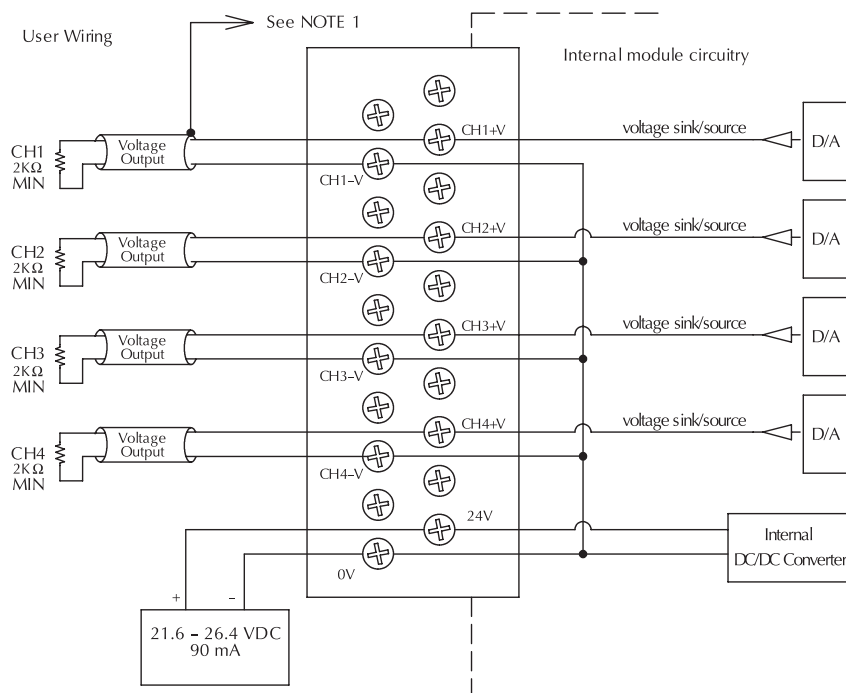 User Wiring
See NOTE 1
Internal module circuitry
CH1
2KΩ
MIN
Voltage
Output
CH1+V
CH1–V
voltage sink/source
D/A
CH2
2KΩ
MIN
Voltage
Output
CH2+V
CH2–V
voltage sink/source
D/A
CH3
2KΩ
MIN
Voltage
Output
CH3+V
CH3–V
voltage sink/source
D/A
CH4
2KΩ
MIN
Voltage
Output
CH4+V
CH4–V
voltage sink/source
D/A
24V
0V
Internal
DC/DC Converter
+ –
21.6 – 26.4 VDC
90 mA